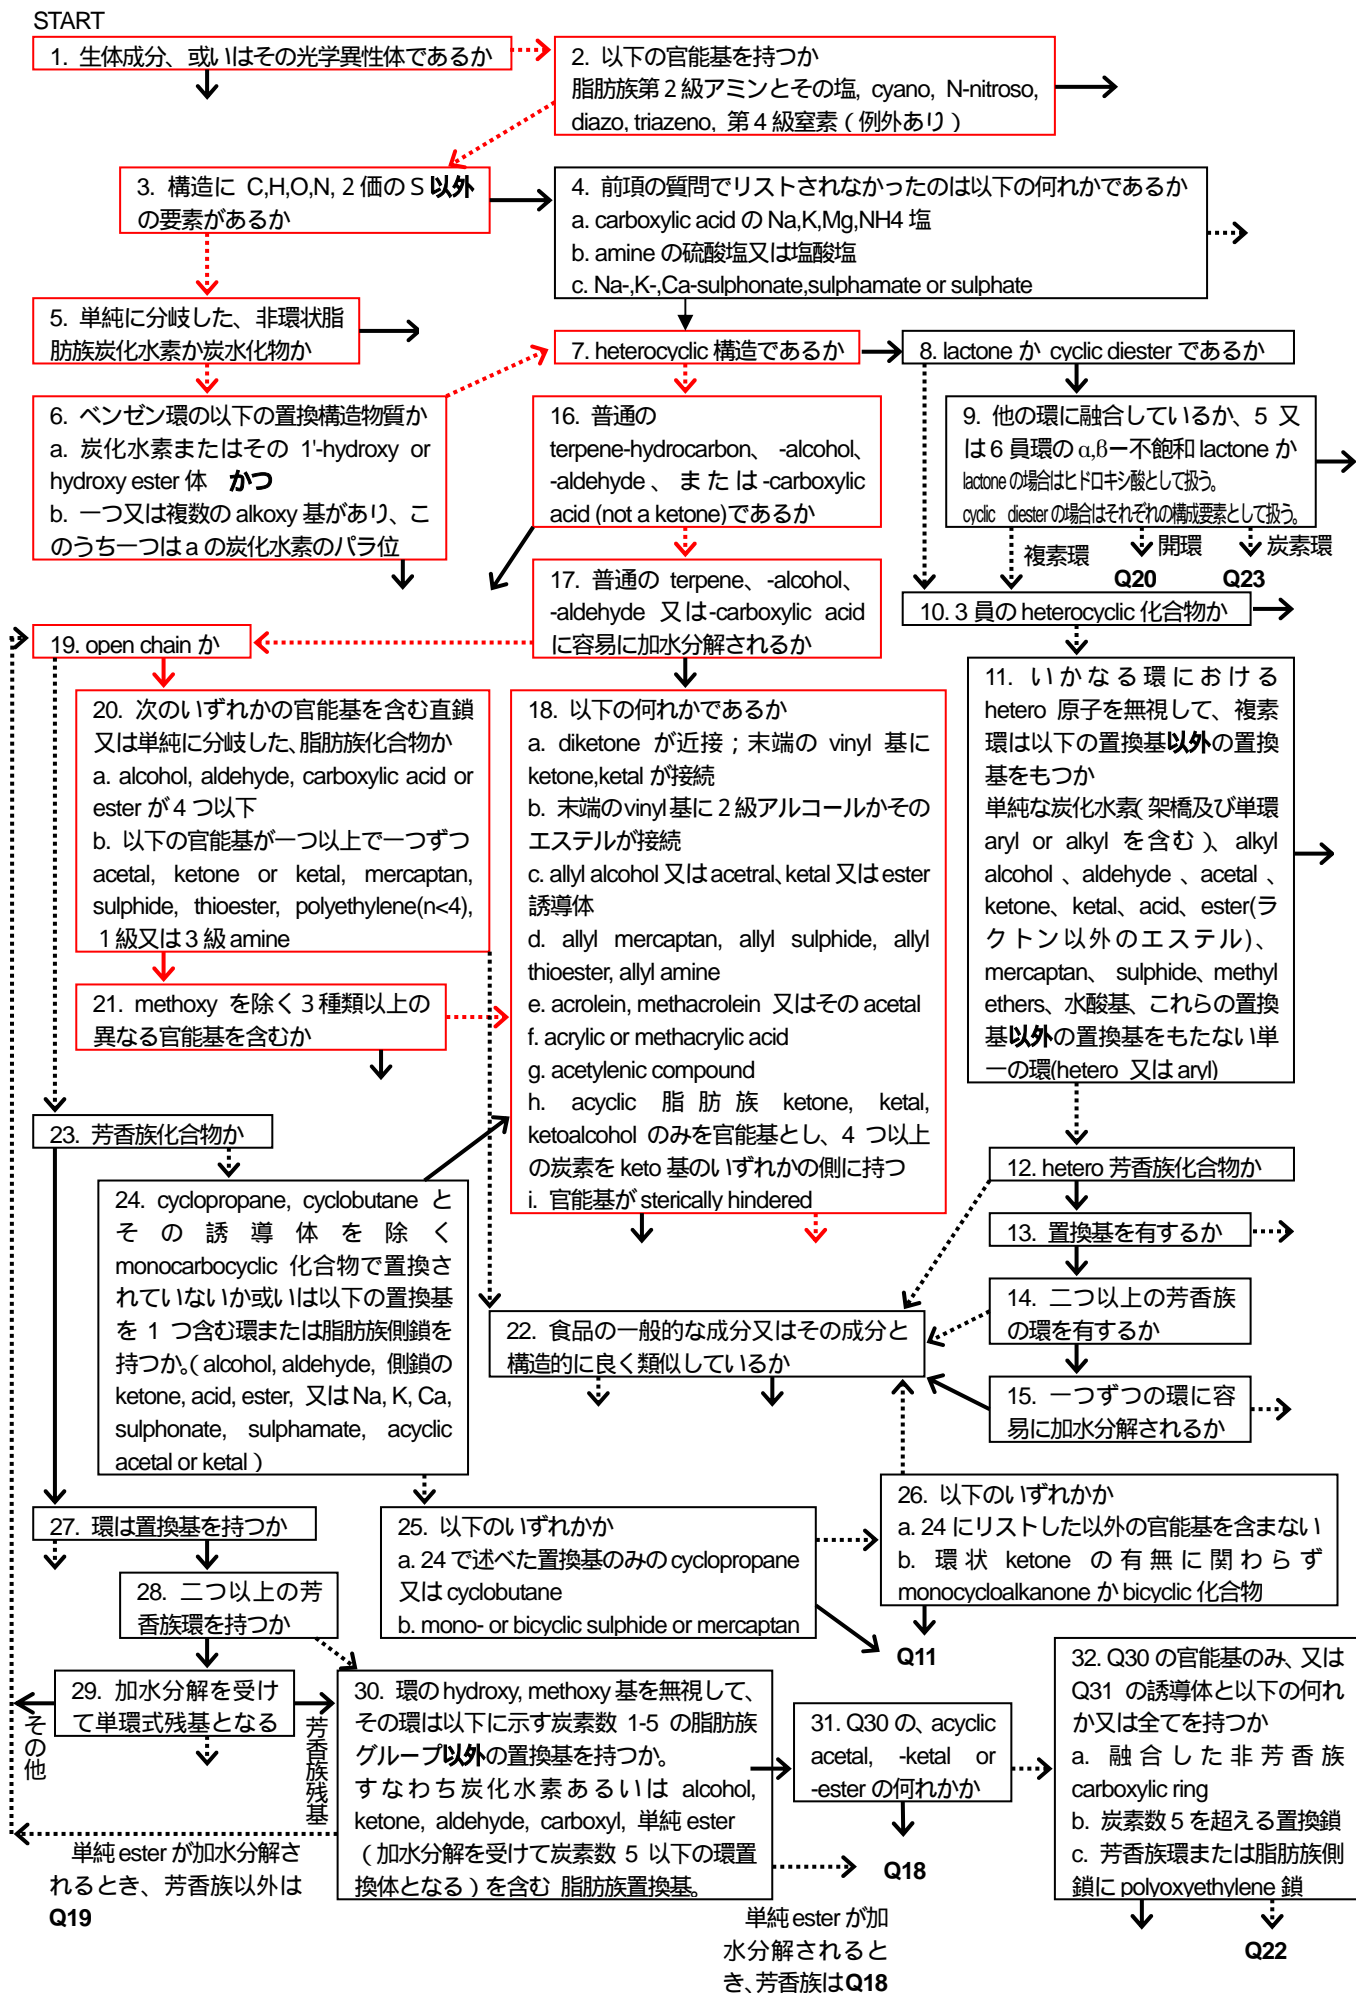 START
1. 生体成分、或いはその光学異性体であるか
2. 以下の官能基を持つか
脂肪族第２級アミンとその塩, cyano, N-nitroso,
diazo, triazeno, 第４級窒素（例外あり）
3. 構造に C,H,O,N,２価のＳ以外
の要素があるか
4. 前項の質問でリストされなかったのは以下の何れかであるか
a. carboxylic acid の Na,K,Mg,NH4 塩
b. amine の硫酸塩又は塩酸塩
c. Na-,K-,Ca-sulphonate,sulphamate or sulphate
5. 単純に分岐した、非環状脂
肪族炭化水素か炭水化物か
7. heterocyclic 構造であるか
8. lactone か cyclic diester であるか
6. ベンゼン環の以下の置換構造物質か
a. 炭化水素またはその 1'-hydroxy or
hydroxy ester 体　かつ
b. 一つ又は複数の alkoxy 基があり、こ
のうち一つは a の炭化水素のパラ位
16. 普通の
terpene-hydrocarbon、 -alcohol、
-aldehyde 、または -carboxylic
acid (not a ketone)であるか
9. 他の環に融合しているか、５又
は６員環の α,β－不飽和 lactone か
lactone の場合はヒドロキシ酸として扱う。
cyclic diester の場合はそれぞれの構成要素として扱う。
複素環
開環
炭素環
Q20
Q23
17. 普通の terpene、-alcohol、
-aldehyde 又は-carboxylic acid
に容易に加水分解されるか
10. 3 員の heterocyclic 化合物か
19. open chain か
20. 次のいずれかの官能基を含む直鎖
又は単純に分岐した、脂肪族化合物か
a. alcohol, aldehyde, carboxylic acid or
ester が４つ以下
b. 以下の官能基が一つ以上で一つずつ
acetal, ketone or ketal, mercaptan,
sulphide, thioester, polyethylene(n<4),
１級又は３級 amine
18. 以下の何れかであるか
a. diketone が近接；末端の vinyl 基に
ketone,ketal が接続
b. 末端の vinyl 基に２級アルコールかその
エステルが接続
c. allyl alcohol 又は acetral、ketal 又は ester
誘導体
d. allyl mercaptan, allyl sulphide, allyl
thioester, allyl amine
e. acrolein, methacrolein 又はその acetal
f. acrylic or methacrylic acid
g. acetylenic compound
h. acyclic 脂肪族 ketone, ketal,
ketoalcohol のみを官能基とし、４つ以上
の炭素を keto 基のいずれかの側に持つ
i. 官能基が sterically hindered
11. いかなる環における
hetero 原子を無視して、複素
環は以下の置換基以外の置換
基をもつか
単純な炭化水素(架橋及び単環
aryl or alkyl を含む)、alkyl
alcohol 、aldehyde 、acetal 、
ketone、ketal、acid、ester(ラ
クトン以外のエステル)、
mercaptan、 sulphide、methyl
ethers、水酸基、これらの置換
基以外の置換基をもたない単
一の環(hetero 又は aryl)
21. methoxy を除く３種類以上の
異なる官能基を含むか
23. 芳香族化合物か
12. hetero 芳香族化合物か
24. cyclopropane, cyclobutane と
その誘導体を除く
monocarbocyclic 化合物で置換さ
れていないか或いは以下の置換基
を 1 つ含む環または脂肪族側鎖を
持つか。(alcohol, aldehyde, 側鎖の
ketone, acid, ester, 又は Na, K, Ca,
sulphonate, sulphamate, acyclic
acetal or ketal）
13. 置換基を有するか
14. 二つ以上の芳香族
の環を有するか
22. 食品の一般的な成分又はその成分と
構造的に良く類似しているか
15. 一つずつの環に容
易に加水分解されるか
27. 環は置換基を持つか
25. 以下のいずれかか
a. 24 で述べた置換基のみの cyclopropane
又は cyclobutane
b. mono- or bicyclic sulphide or mercaptan
26. 以下のいずれかか
a. 24 にリストした以外の官能基を含まない
b. 環状 ketone の有無に関わらず
monocycloalkanone か bicyclic 化合物
Q11
28. 二つ以上の芳
香族環を持つか
29. 加水分解を受け
て単環式残基となる
その他
芳香族残基
30. 環の hydroxy, methoxy 基を無視して、
その環は以下に示す炭素数 1-5 の脂肪族
グループ以外の置換基を持つか。
すなわち炭化水素あるいは alcohol,
ketone, aldehyde, carboxyl, 単純 ester
（加水分解を受けて炭素数 5 以下の環置
換体となる）を含む 脂肪族置換基。
31. Q30 の、acyclic
acetal, -ketal or
-ester の何れかか
Q18
32. Q30 の官能基のみ、又は
Q31 の誘導体と以下の何れ
か又は全てを持つか
a. 融合した非芳香族
carboxylic ring
b. 炭素数 5 を超える置換鎖
c. 芳香族環または脂肪族側
鎖に polyoxyethylene 鎖
Q22
単純 ester が加水分解さ
れるとき、芳香族以外は
Q19
単純 ester が加
水分解されると
き、芳香族は Q18